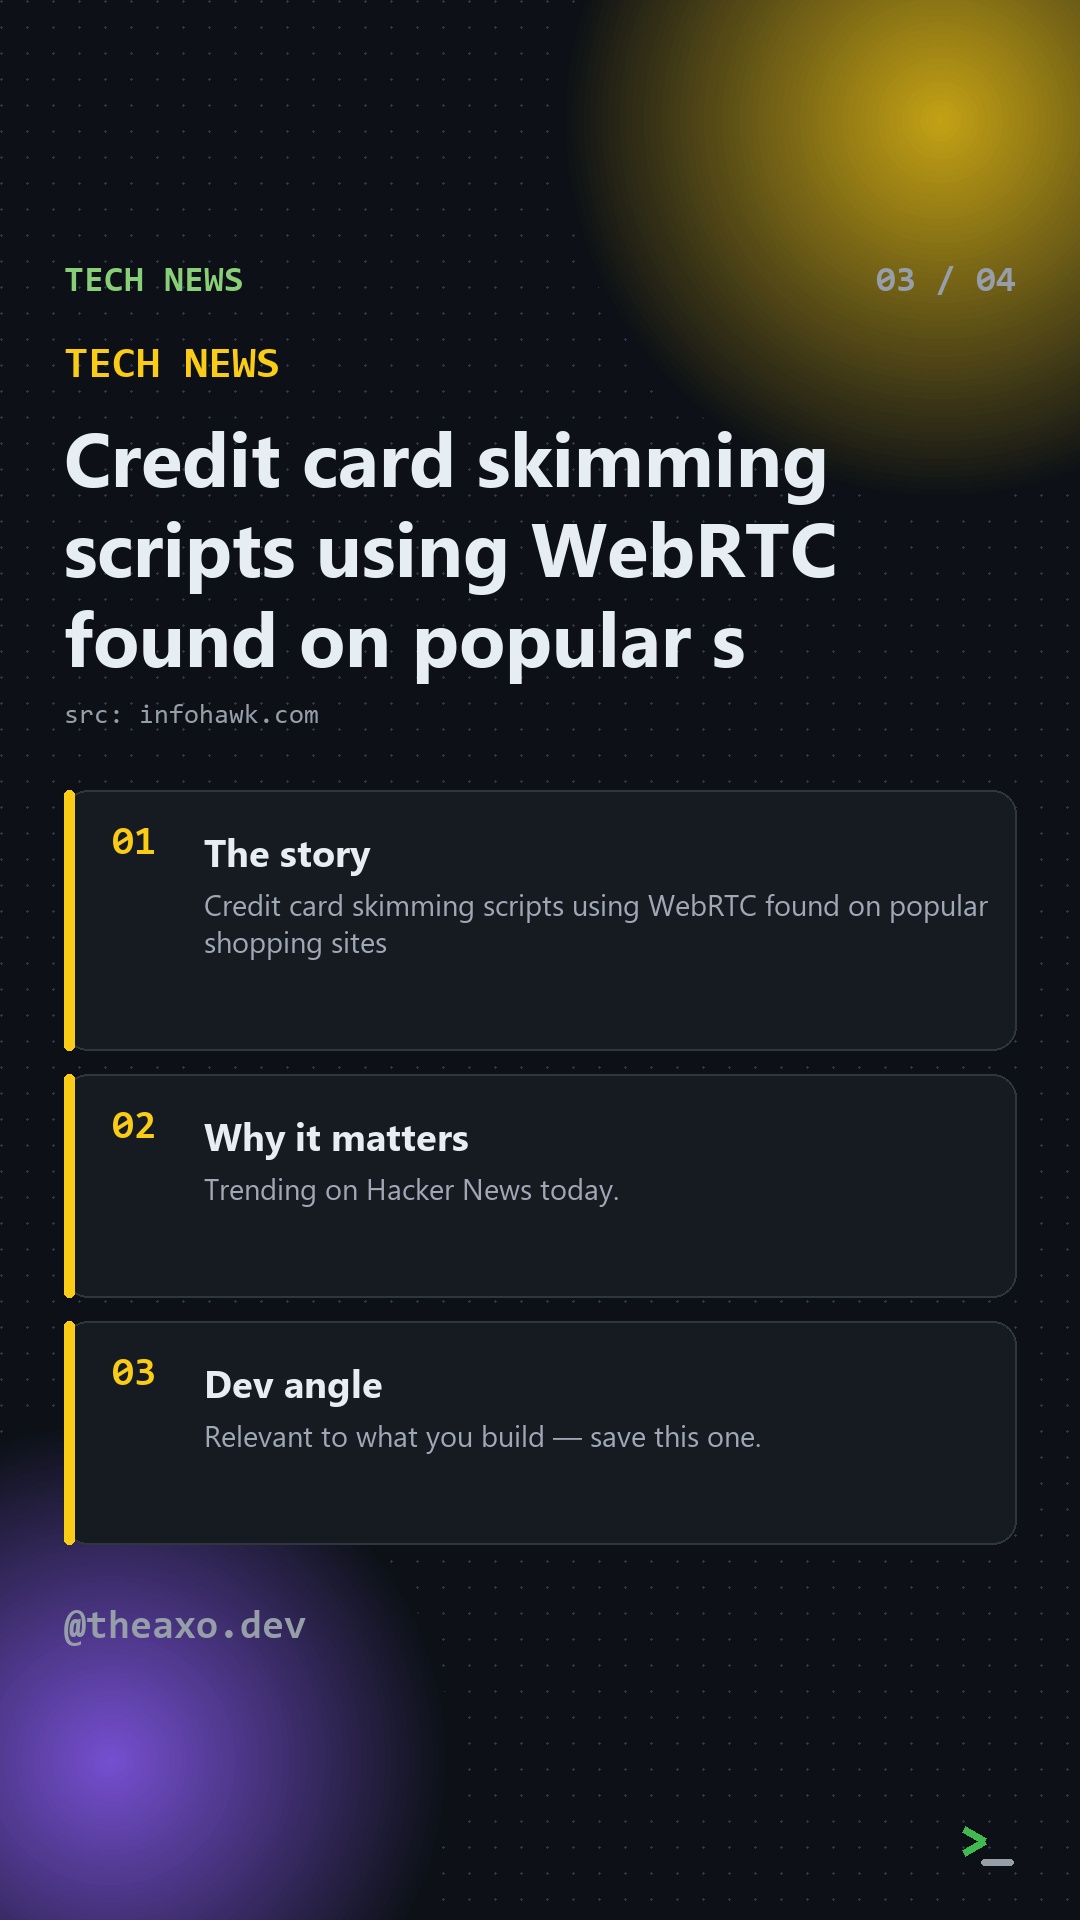 TECH NEWS
03 / 04
TECH NEWS
Credit card skimming
scripts using WebRTC
found on popular s
src: infohawk.com
01
The story
Credit card skimming scripts using WebRTC found on popular
shopping sites
02
Why it matters
Trending on Hacker News today.
03
Dev angle
Relevant to what you build — save this one.
@theaxo.dev
>_